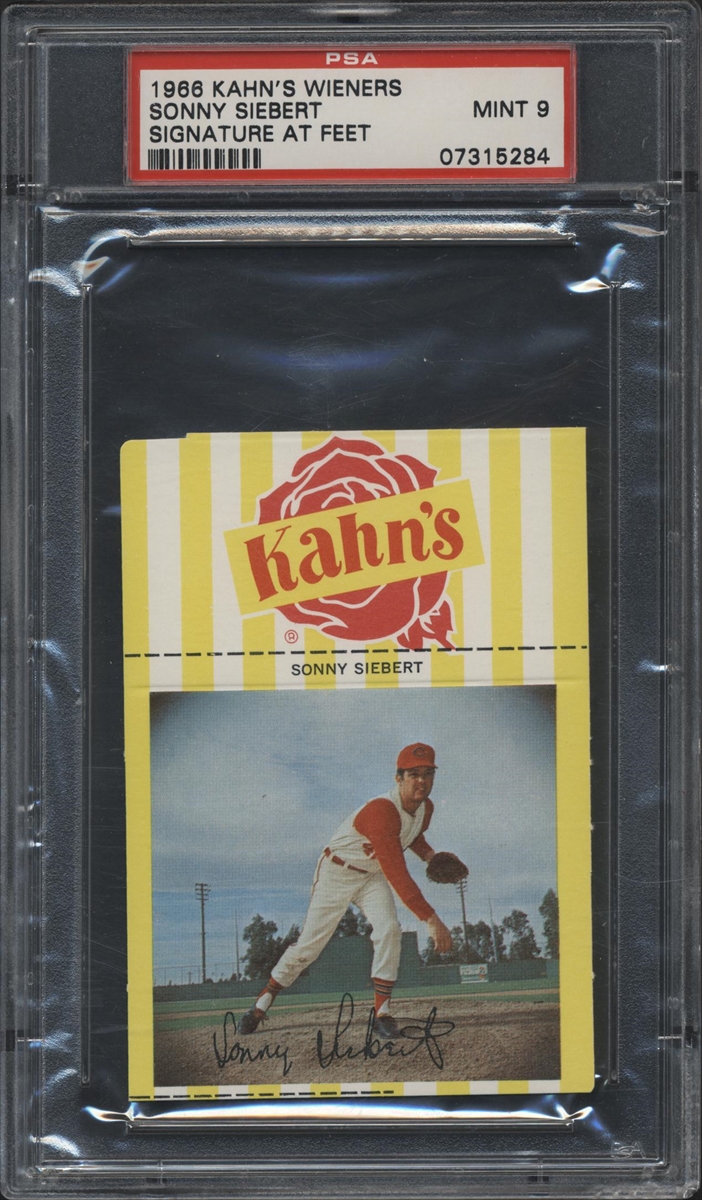 PSA
1966 KAHN'S WIENERS
SONNY SIEBERT MINT 9
SIGNATURE AT FEET
07315284
Kahn's
®
SONNY SIEBERT
Sonny Siebert